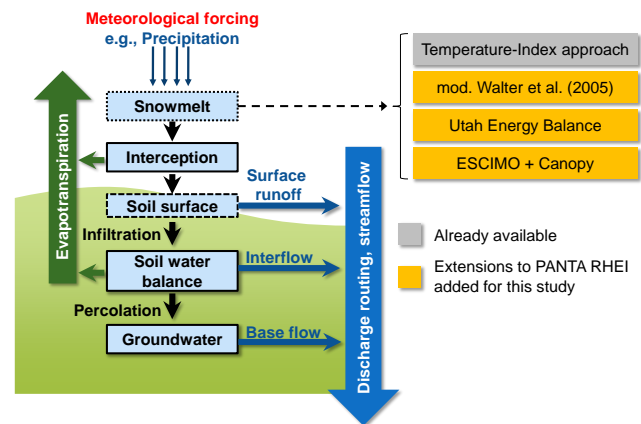 Meteorological forcing
e.g., Precipitation
Snowmelt
Interception
Soil surface
Infiltration
Soil water
balance
Percolation
Groundwater
Evapotranspiration
Surface
runoff
Interflow
Base flow
Discharge routing, streamflow
Temperature-Index approach
mod. Walter et al. (2005)
Utah Energy Balance
ESCIMO + Canopy
Already available
Extensions to PANTA RHEI
added for this study